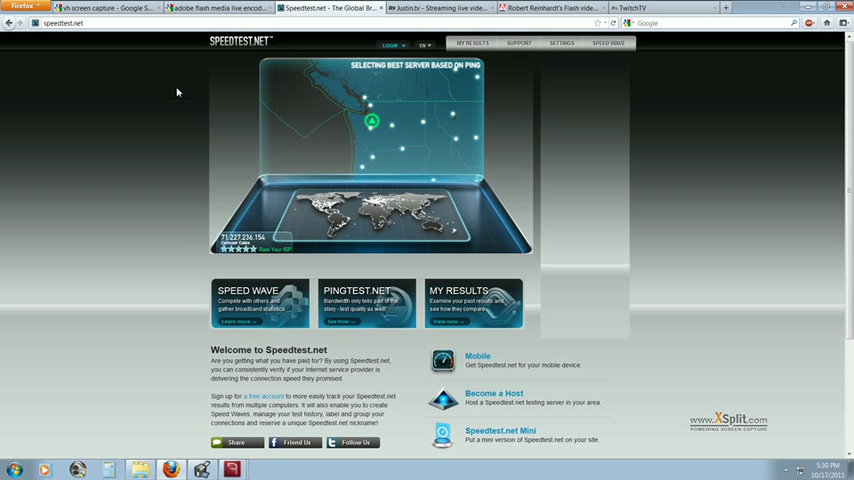 Firefox
vh screen capture - Google S...
adobe flash media live encod...
Speedtest.net - The Global Br...
Justin.tv - Streaming live vide...
Robert Reinhardt's Flash vide...
TwitchTV
speedtest.net
Google
SPEEDTEST.NET
LOGIN
EN
MY RESULTS
SUPPORT
SETTINGS
SPEED WAVE
SELECTING BEST SERVER BASED ON PING
71.227.236.154
Comcast Cable
Rate Your ISP
SPEED WAVE
Compete with others and
gather broadband statistics
Learn more
PINGTEST.NET
Bandwidth only tells part of the
story - test quality as well!
See how
MY RESULTS
Examine your past results and
see how they compare
View now
Welcome to Speedtest.net
Are you getting what you have paid for? By using Speedtest.net,
you can consistently verify if your internet service provider is
delivering the connection speed they promised.
Sign up for a free account to more easily track your Speedtest.net
results from multiple computers. It will also enable you to create
Speed Waves, manage your test history, label and group your
connections and reserve a unique Speedtest.net nickname!
Share
Friend Us
Follow Us
Mobile
Get Speedtest.net for your mobile device.
Become a Host
Host a Speedtest.net testing server in your area.
Speedtest.net Mini
Put a mini version of Speedtest.net on your site.
www.XSplit.com
POWERING SCREEN CAPTURE
5:30 PM
10/17/2011